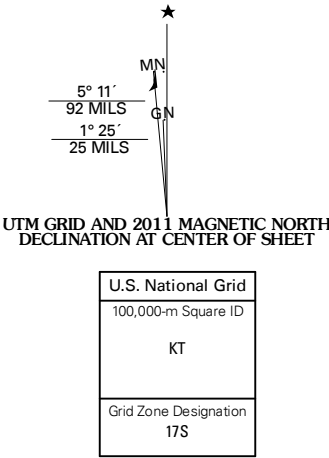 ★
MN
5° 11´
92 MILS
GN
1° 25´
25 MILS
UTM GRID AND 2011 MAGNETIC NORTH
DECLINATION AT CENTER OF SHEET
U.S. National Grid
100,000-m Square ID
KT
Grid Zone Designation
17S